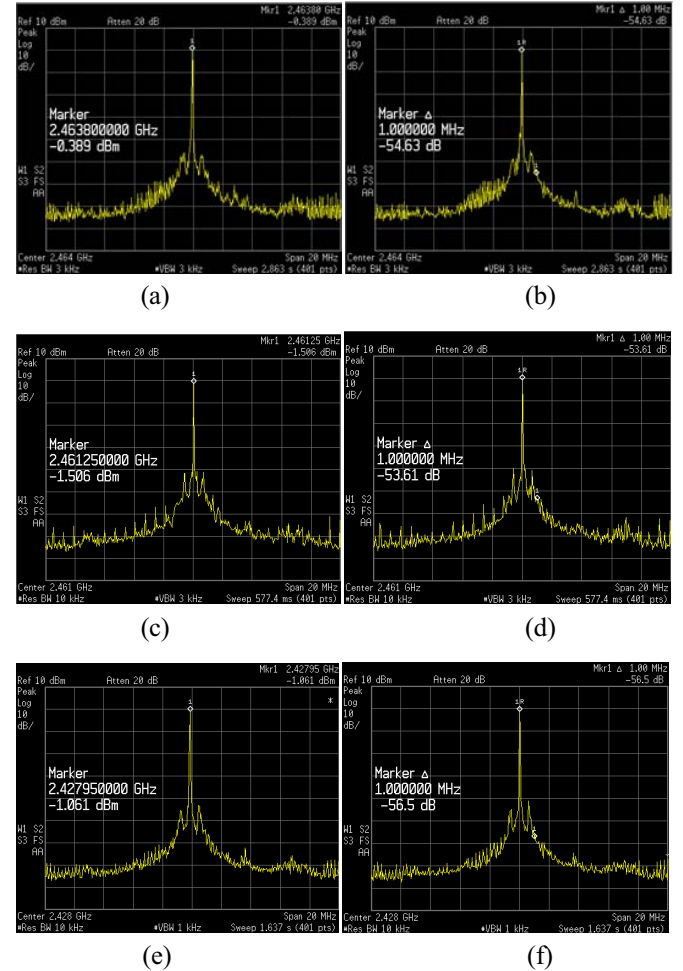 Mkr1 2.46380 GHz
Ref 10 dBm Atten 20 dB -0.389 dBm
Peak
Log
10
dB/
Marker
2.463800000 GHz
-0.389 dBm
W1 S2
S3 FS
AA
Center 2.464 GHz Span 20 MHz
*Res BW 3 kHz *VBW 3 kHz Sweep 2.863 s (401 pts)
(a)
Mkr1 Δ 1.00 MHz
Ref 10 dBm Atten 20 dB -54.63 dB
Peak
Log
10
dB/
1R
1
Marker Δ
1.000000 MHz
-54.63 dB
W1 S2
S3 FS
AA
Center 2.464 GHz Span 20 MHz
*Res BW 3 kHz *VBW 3 kHz Sweep 2.863 s (401 pts)
(b)
Mkr1 2.46125 GHz
Ref 10 dBm Atten 20 dB -1.506 dBm
Peak
Log
10
dB/
1
Marker
2.461250000 GHz
-1.506 dBm
W1 S2
S3 FS
AA
Center 2.461 GHz Span 20 MHz
*Res BW 10 kHz *VBW 3 kHz Sweep 577.4 ms (401 pts)
(c)
Mkr1 Δ 1.00 MHz
Ref 10 dBm Atten 20 dB -53.61 dB
Peak
Log
10
dB/
1R
1
Marker Δ
1.000000 MHz
-53.61 dB
W1 S2
S3 FS
AA
Center 2.461 GHz Span 20 MHz
*Res BW 10 kHz *VBW 3 kHz Sweep 577.4 ms (401 pts)
(d)
Mkr1 2.42795 GHz
Ref 10 dBm Atten 20 dB -1.061 dBm
Peak
Log
10
dB/
*
1
Marker
2.427950000 GHz
-1.061 dBm
W1 S2
S3 FS
AA
Center 2.428 GHz Span 20 MHz
*Res BW 10 kHz *VBW 1 kHz Sweep 1.637 s (401 pts)
(e)
Mkr1 Δ 1.00 MHz
Ref 10 dBm Atten 20 dB -56.5 dB
Peak
Log
10
dB/
1R
1
Marker Δ
1.000000 MHz
-56.5 dB
W1 S2
S3 FS
AA
Center 2.428 GHz Span 20 MHz
*Res BW 10 kHz *VBW 1 kHz Sweep 1.637 s (401 pts)
(f)